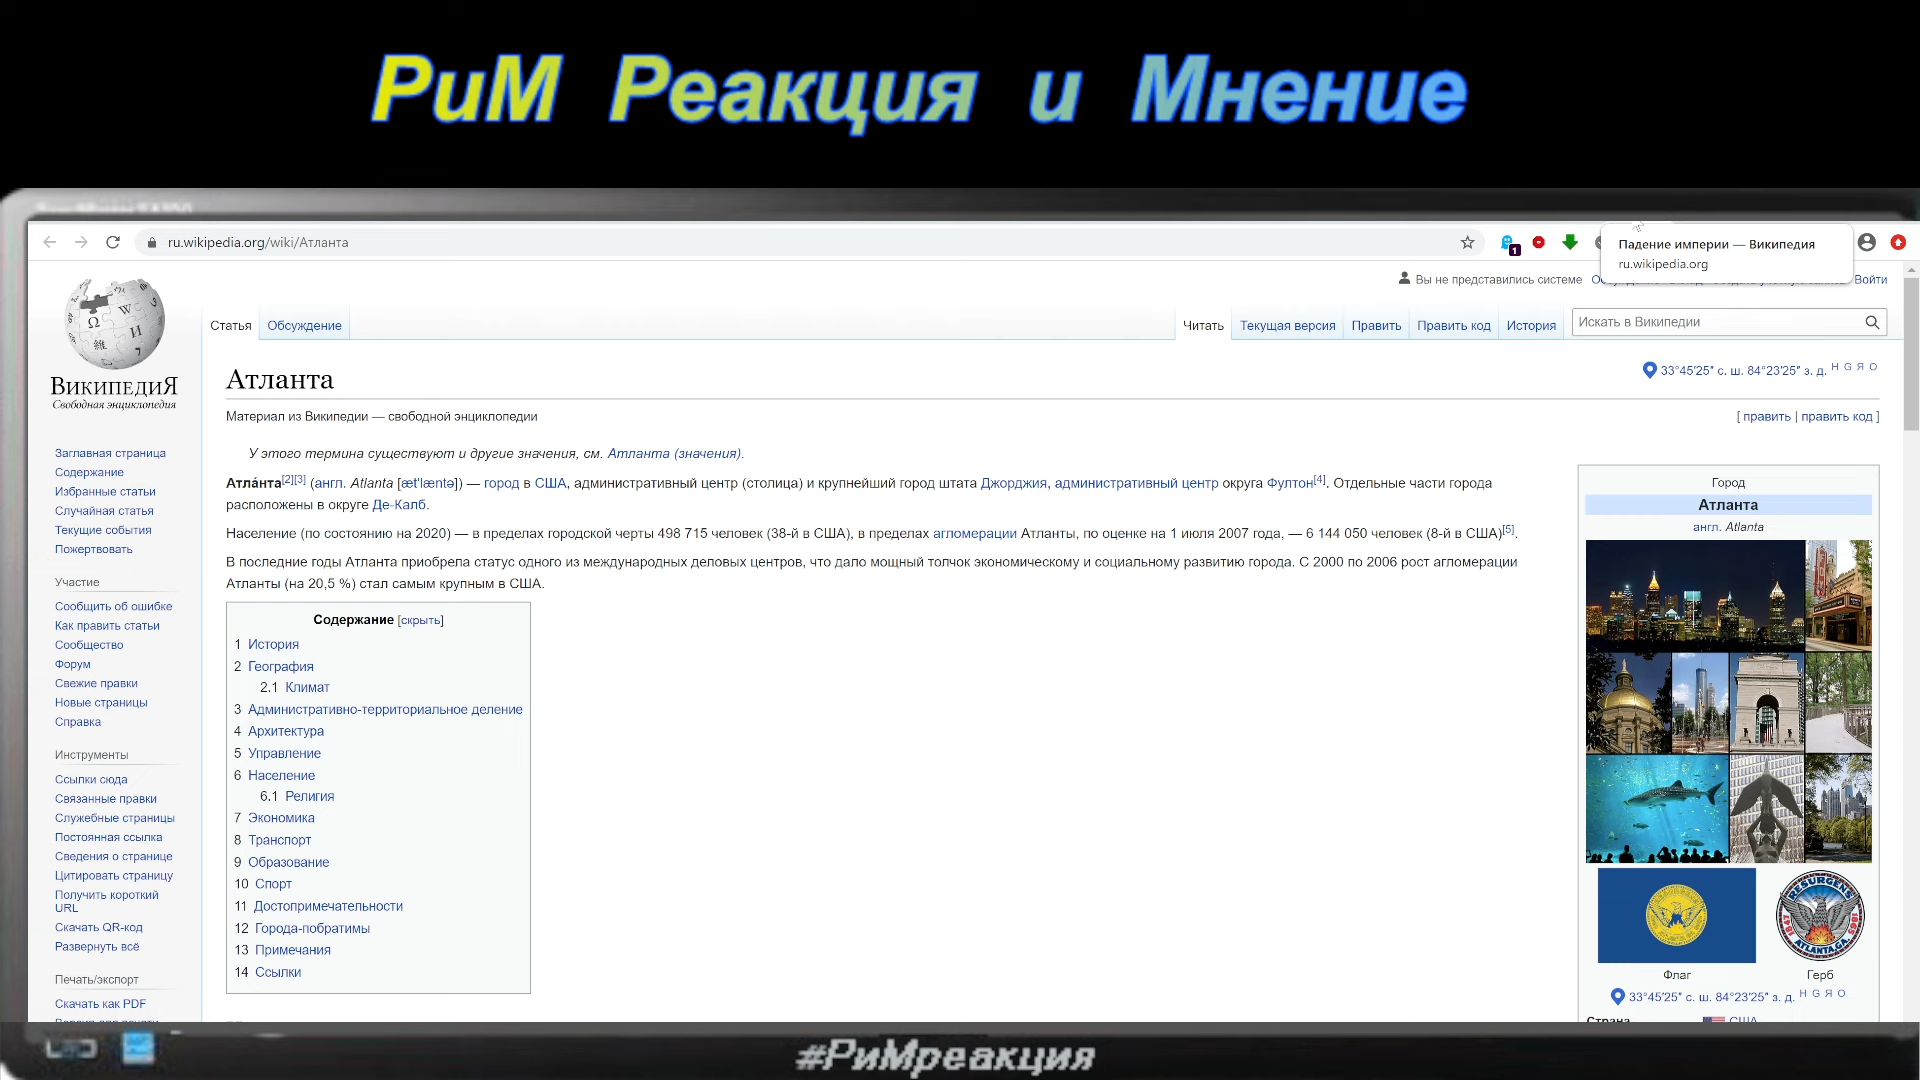 РиМ Реакция и Мнение
ru.wikipedia.org/wiki/Атланта
1
Падение империи — Википедия
ru.wikipedia.org
Вы не представились системе
Войти
ВИКИПЕДИЯ
Свободная энциклопедия
Статья
Обсуждение
Читать
Текущая версия
Править
Править код
История
Искать в Википедии
Атланта
33°45′25″ с. ш. 84°23′25″ з. д. H G Я O
Материал из Википедии — свободной энциклопедии
[ править | править код ]
У этого термина существуют и другие значения, см. Атланта (значения).
Атла́нта[2][3] (англ. Atlanta [æt'læntə]) — город в США, административный центр (столица) и крупнейший город штата Джорджия, административный центр округа Фултон[4]. Отдельные части города
расположены в округе Де-Калб.
Население (по состоянию на 2020) — в пределах городской черты 498 715 человек (38-й в США), в пределах агломерации Атланты, по оценке на 1 июля 2007 года, — 6 144 050 человек (8-й в США)[5].
В последние годы Атланта приобрела статус одного из международных деловых центров, что дало мощный толчок экономическому и социальному развитию города. С 2000 по 2006 рост агломерации
Атланты (на 20,5 %) стал самым крупным в США.
Содержание [скрыть]
1 История
2 География
2.1 Климат
3 Административно-территориальное деление
4 Архитектура
5 Управление
6 Население
6.1 Религия
7 Экономика
8 Транспорт
9 Образование
10 Спорт
11 Достопримечательности
12 Города-побратимы
13 Примечания
14 Ссылки
Заглавная страница
Содержание
Избранные статьи
Случайная статья
Текущие события
Пожертвовать
Участие
Сообщить об ошибке
Как править статьи
Сообщество
Форум
Свежие правки
Новые страницы
Справка
Инструменты
Ссылки сюда
Связанные правки
Служебные страницы
Постоянная ссылка
Сведения о странице
Цитировать страницу
Получить короткий
URL
Скачать QR-код
Развернуть всё
Печать/экспорт
Скачать как PDF
Город
Атланта
англ. Atlanta
RESURGENS
1847
1865
ATLANTA, GA.
Флаг
Герб
33°45′25″ с. ш. 84°23′25″ з. д. H G Я O
Страна
США
#РиМреакция